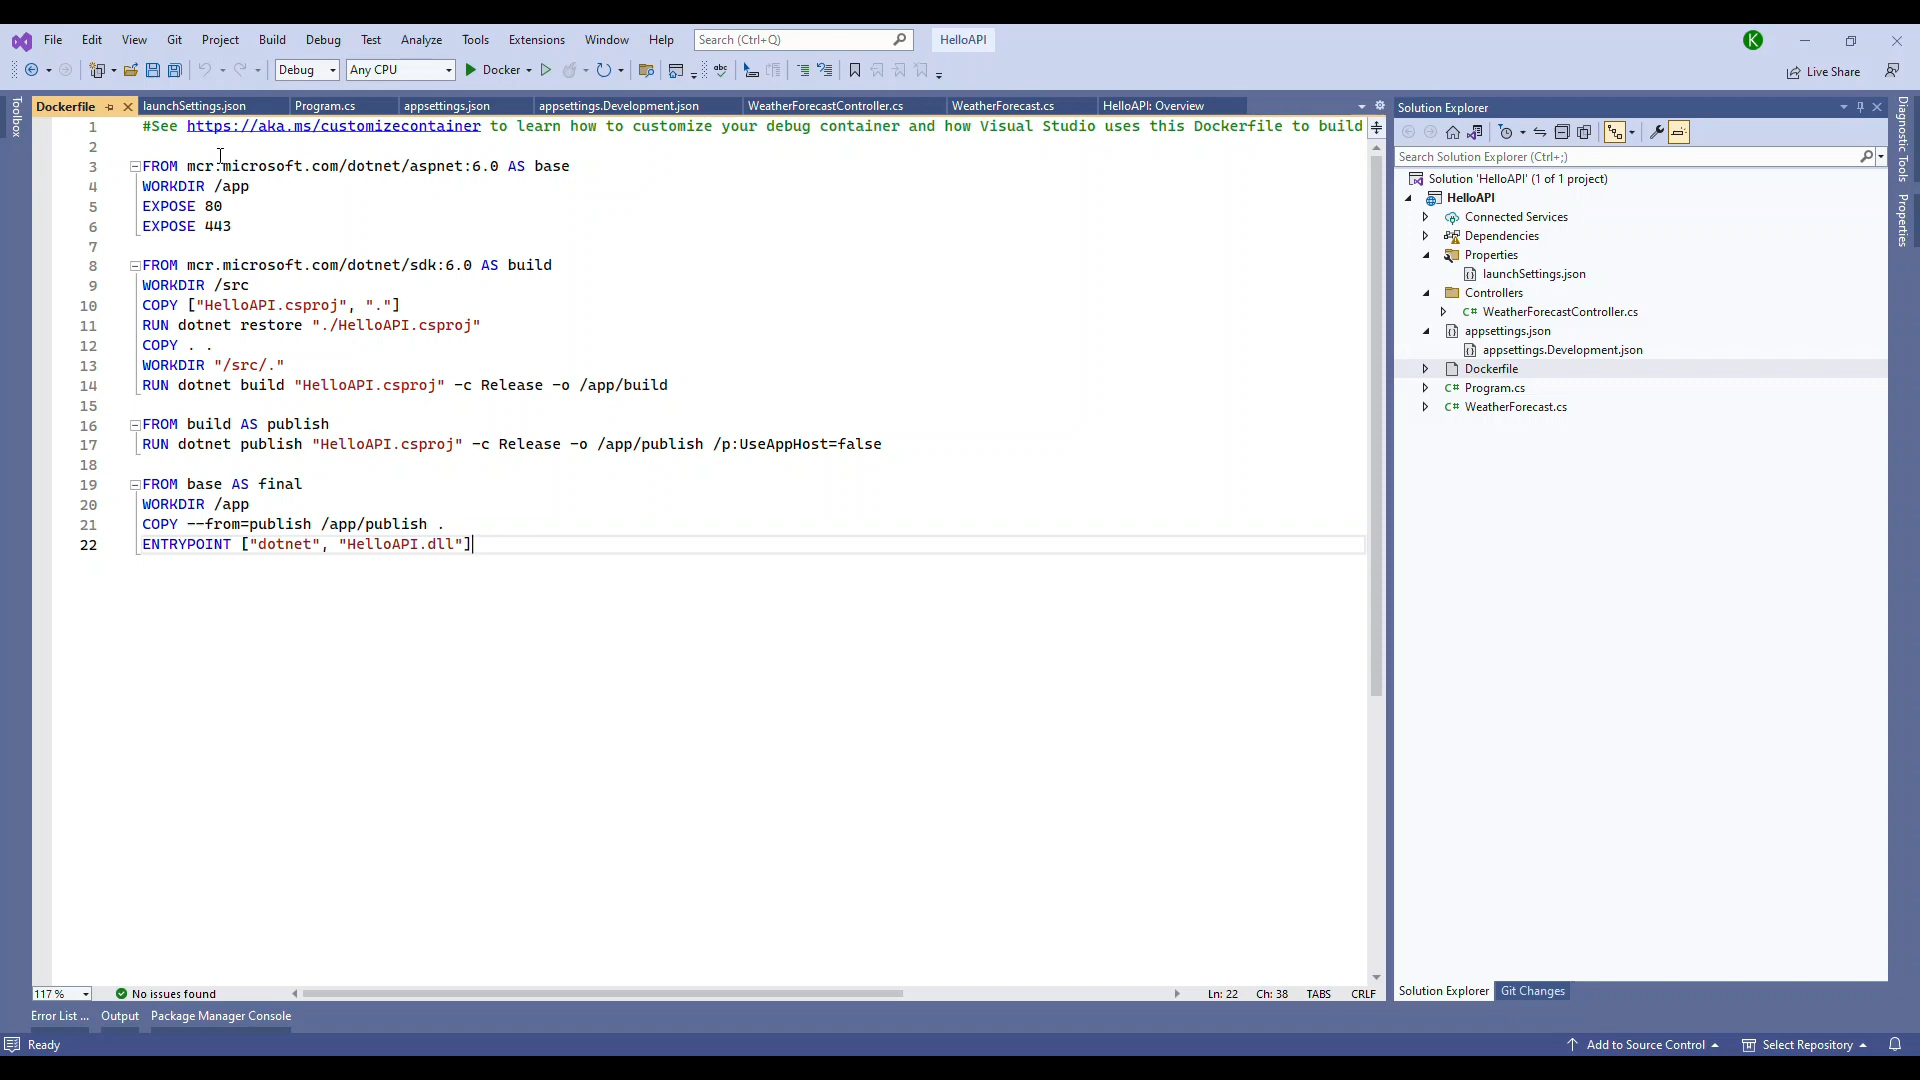 File Edit View Git Project Build Debug Test Analyze Tools Extensions Window Help Search (Ctrl+Q) HelloAPI K
Debug Any CPU Docker abc Live Share
Toolbox
Dockerfile launchSettings.json Program.cs appsettings.json appsettings.Development.json WeatherForecastController.cs WeatherForecast.cs HelloAPI: Overview
1 #See https://aka.ms/customizecontainer to learn how to customize your debug container and how Visual Studio uses this Dockerfile to build
2
3 FROM mcr.microsoft.com/dotnet/aspnet:6.0 AS base
4 WORKDIR /app
5 EXPOSE 80
6 EXPOSE 443
7
8 FROM mcr.microsoft.com/dotnet/sdk:6.0 AS build
9 WORKDIR /src
10 COPY ["HelloAPI.csproj", "."]
11 RUN dotnet restore "./HelloAPI.csproj"
12 COPY . .
13 WORKDIR "/src/."
14 RUN dotnet build "HelloAPI.csproj" -c Release -o /app/build
15
16 FROM build AS publish
17 RUN dotnet publish "HelloAPI.csproj" -c Release -o /app/publish /p:UseAppHost=false
18
19 FROM base AS final
20 WORKDIR /app
21 COPY --from=publish /app/publish .
22 ENTRYPOINT ["dotnet", "HelloAPI.dll"]
117 % No issues found Ln: 22 Ch: 38 TABS CRLF
Solution Explorer
Search Solution Explorer (Ctrl+;)
Solution 'HelloAPI' (1 of 1 project)
HelloAPI
Connected Services
Dependencies
Properties
launchSettings.json
Controllers
C# WeatherForecastController.cs
appsettings.json
appsettings.Development.json
Dockerfile
C# Program.cs
C# WeatherForecast.cs
Solution Explorer Git Changes
Diagnostic Tools
Properties
Error List ... Output Package Manager Console
Ready Add to Source Control Select Repository